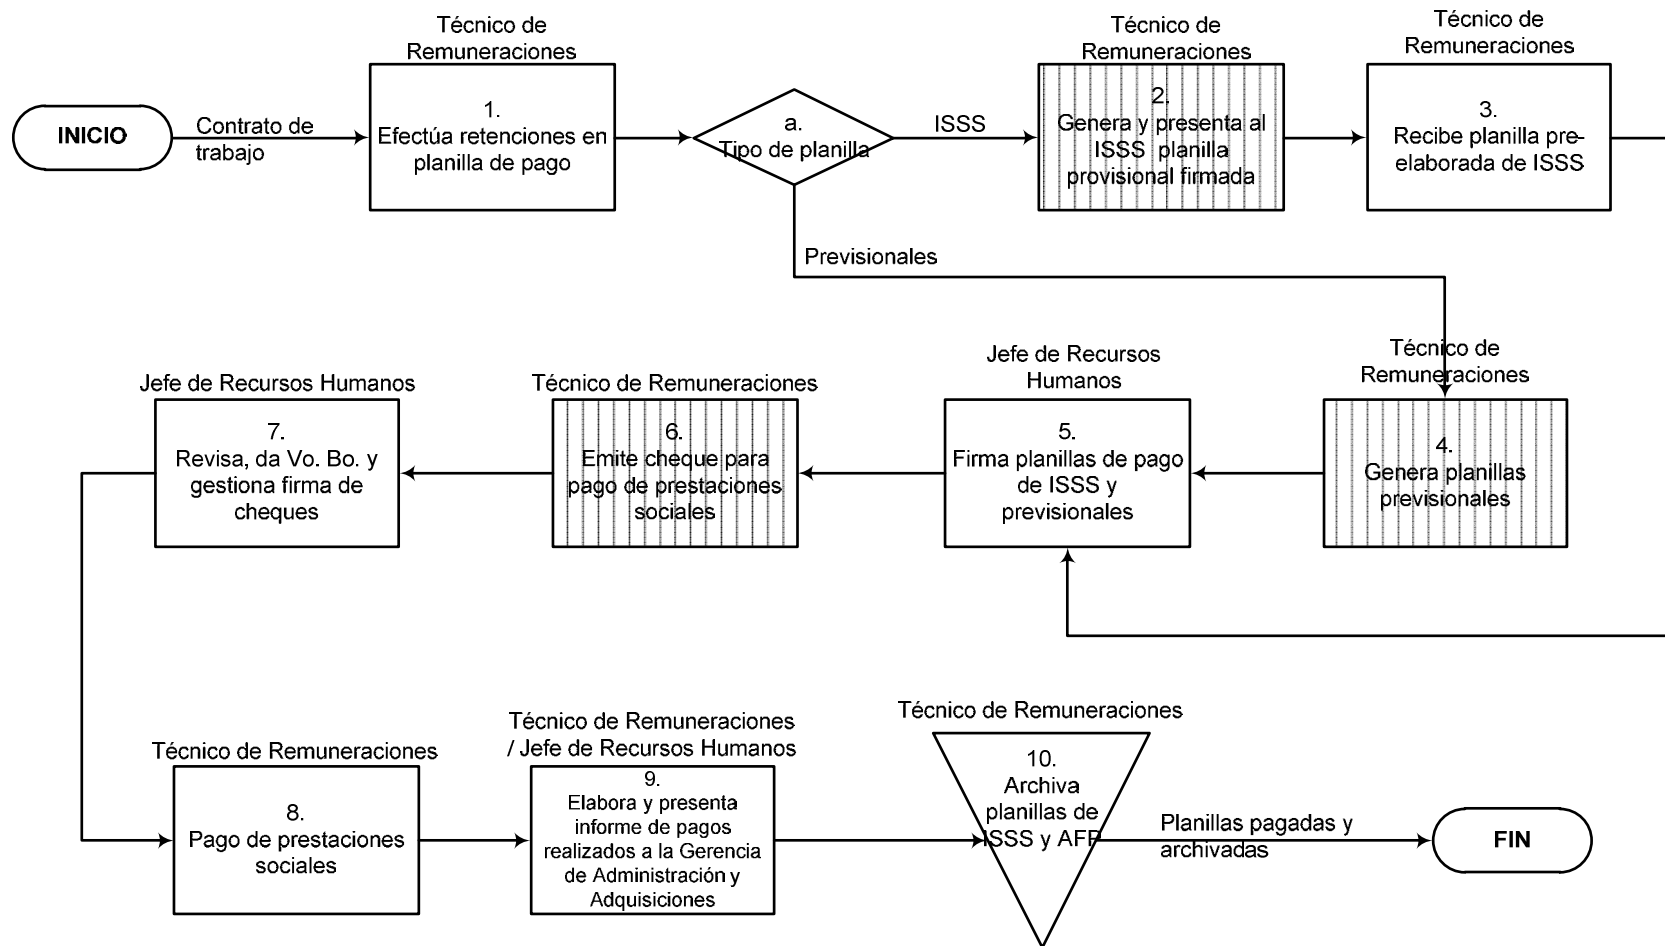 Técnico de
Remuneraciones
Técnico de
Remuneraciones
Técnico de
Remuneraciones
INICIO
Contrato de
trabajo
1.
Efectúa retenciones en
planilla de pago
a.
Tipo de planilla
ISSS
2.
Genera y presenta al
ISSS planilla
provisional firmada
3.
Recibe planilla pre-
elaborada de ISSS
Previsionales
Jefe de Recursos Humanos
Técnico de Remuneraciones
Jefe de Recursos
Humanos
Técnico de
Remuneraciones
7.
Revisa, da Vo. Bo. y
gestiona firma de
cheques
6.
Emite cheque para
pago de prestaciones
sociales
5.
Firma planillas de pago
de ISSS y
previsionales
4.
Genera planillas
previsionales
Técnico de Remuneraciones
Técnico de Remuneraciones
/ Jefe de Recursos Humanos
Técnico de Remuneraciones
8.
Pago de prestaciones
sociales
9.
Elabora y presenta
informe de pagos
realizados a la Gerencia
de Administración y
Adquisiciones
10.
Archiva
planillas de
ISSS y AFP
Planillas pagadas y
archivadas
FIN